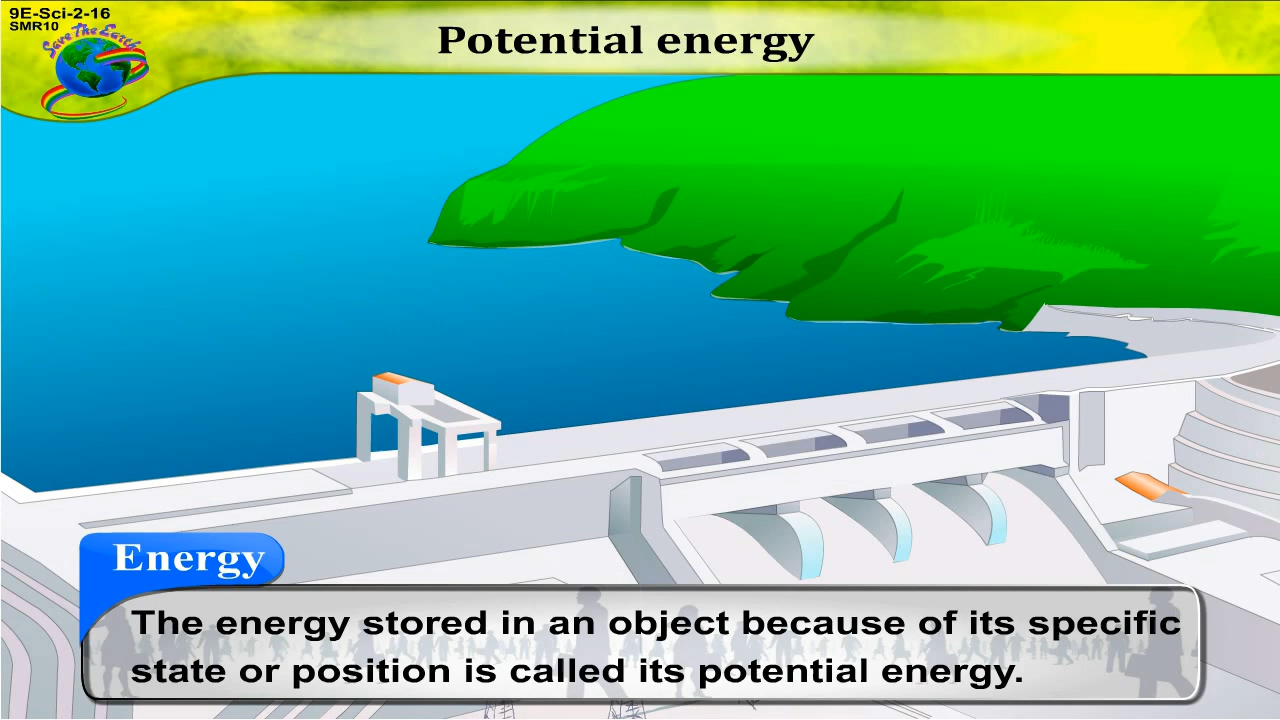 9E-Sci-2-16
SMR10
Save The Earth
Potential energy
Energy
The energy stored in an object because of its specific
state or position is called its potential energy.